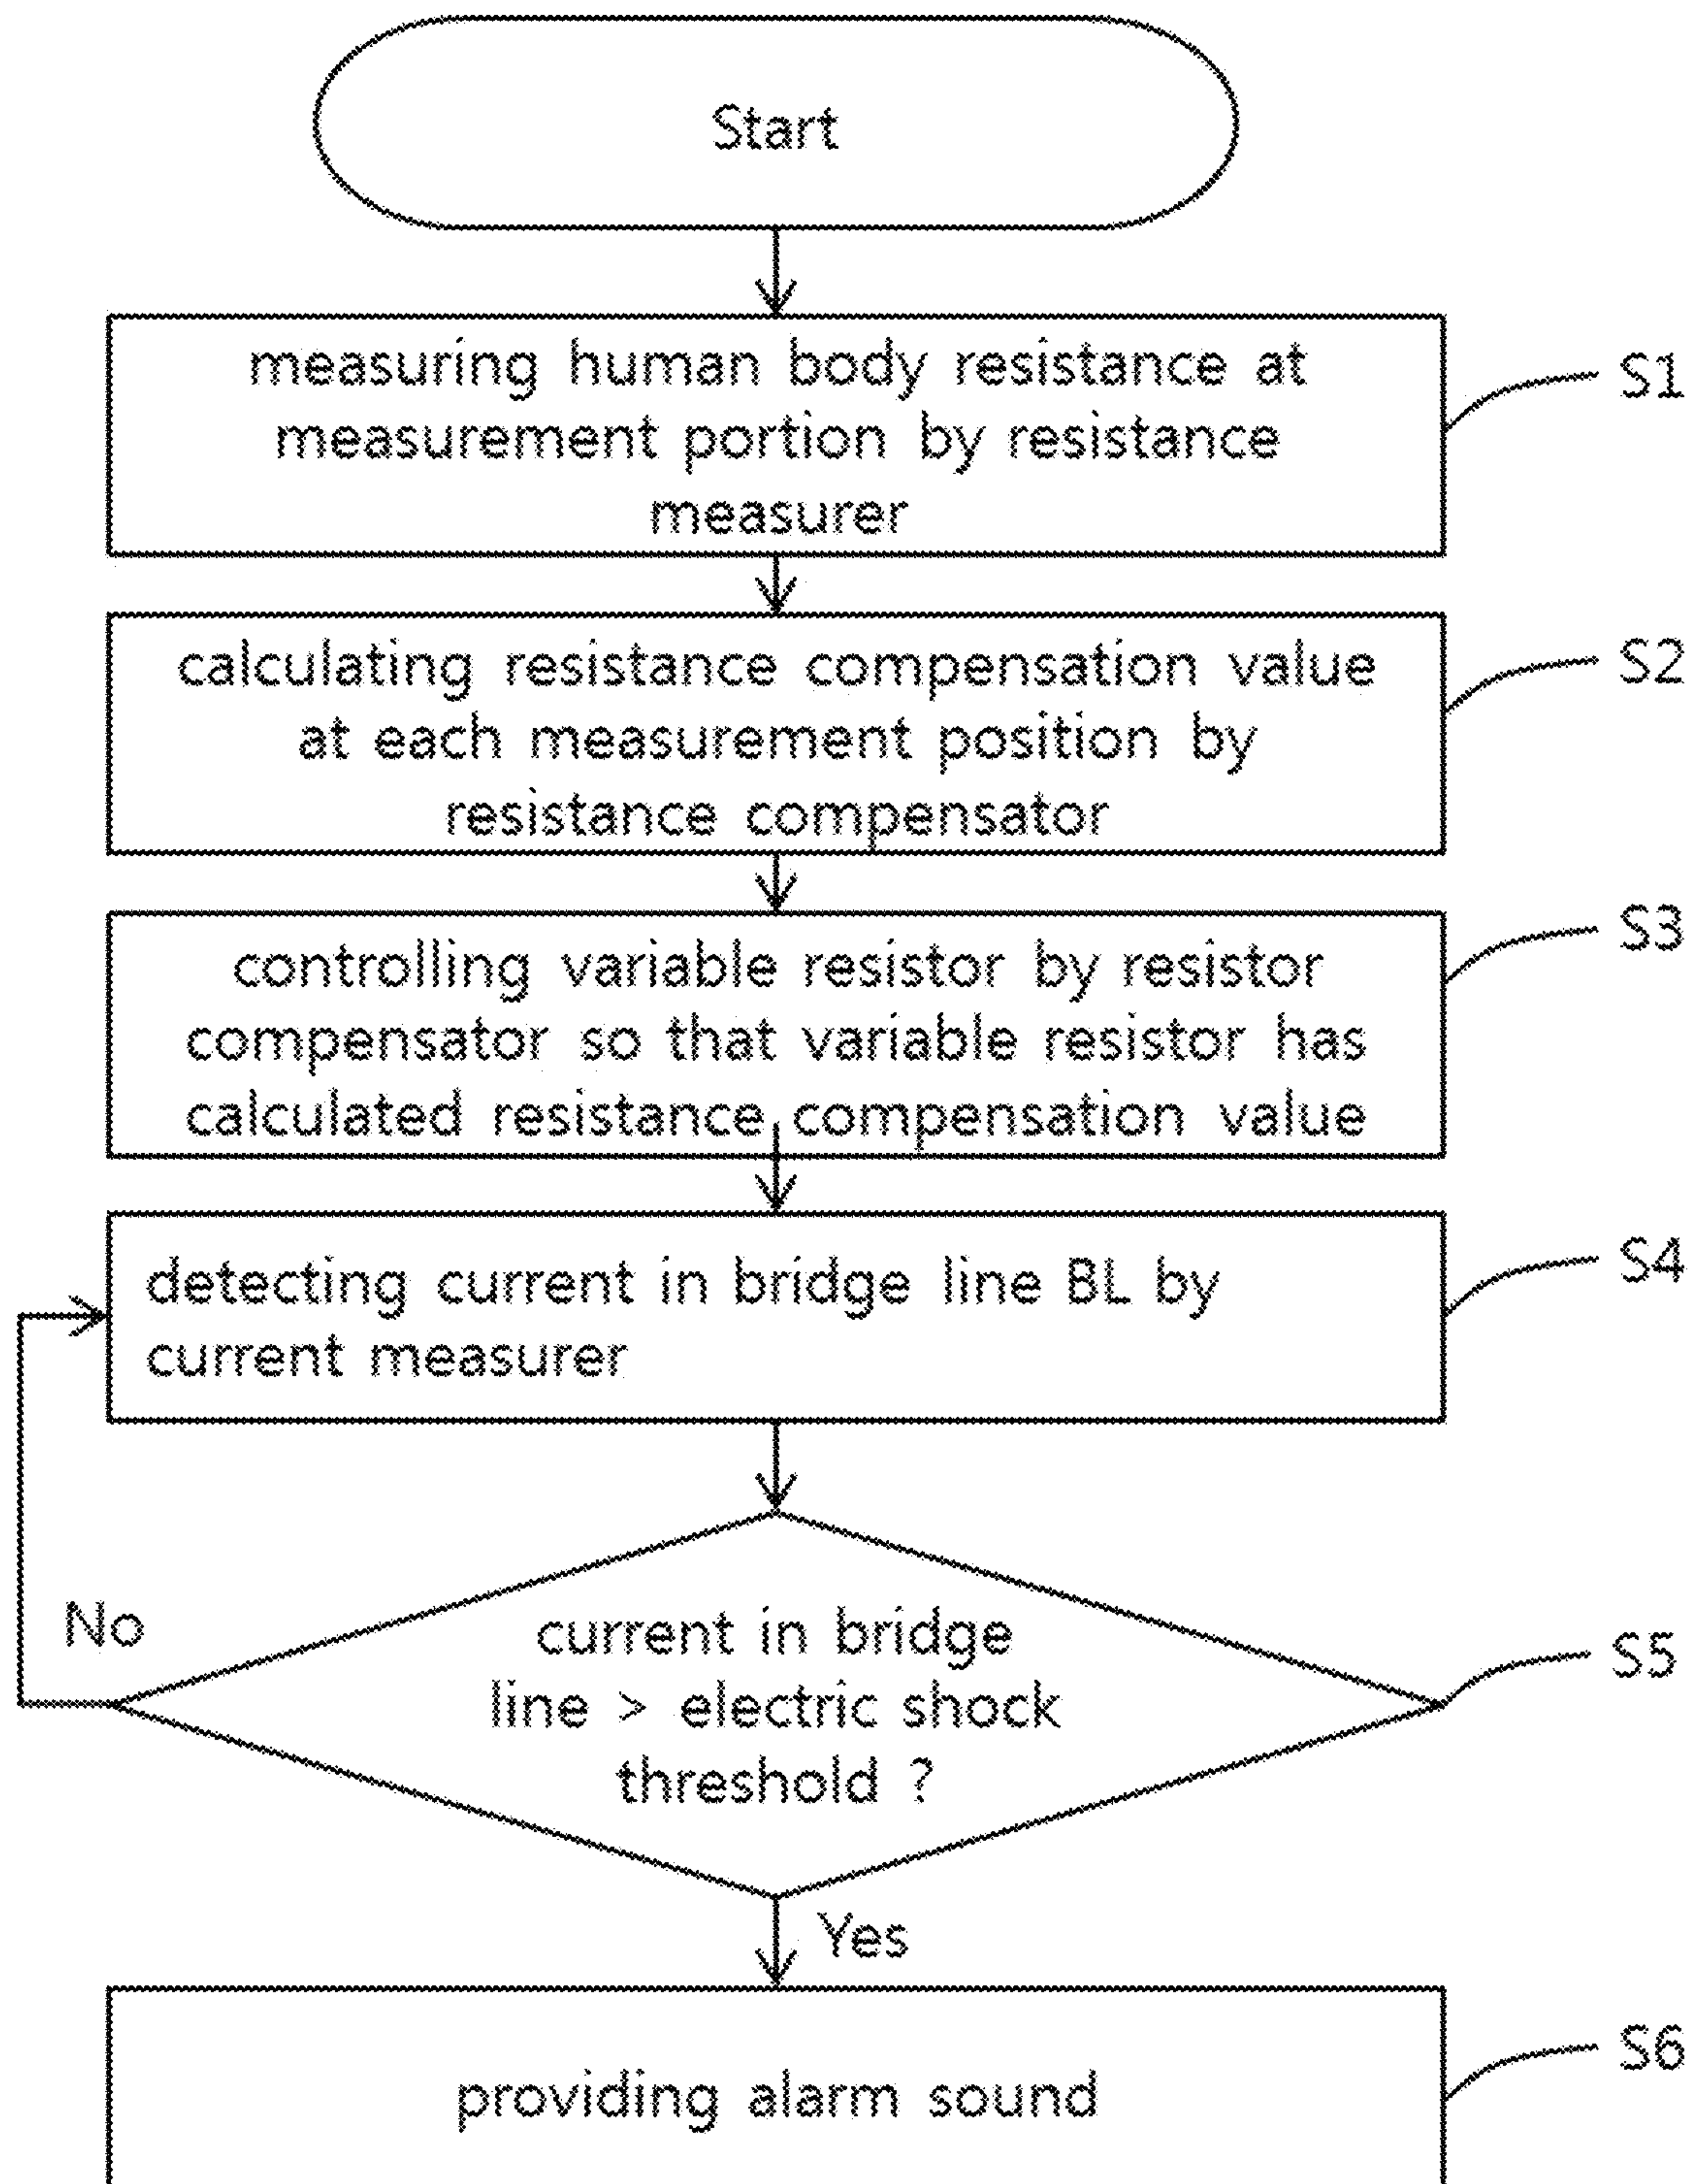 Start
measuring human body resistance at
measurement portion by resistance
measurer
S1
calculating resistance compensation value
at each measurement position by
resistance compensator
S2
controlling variable resistor by resistor
compensator so that variable resistor has
calculated resistance compensation value
S3
detecting current in bridge line BL by
current measurer
S4
No
current in bridge
line > electric shock
threshold ?
S5
Yes
providing alarm sound
S6